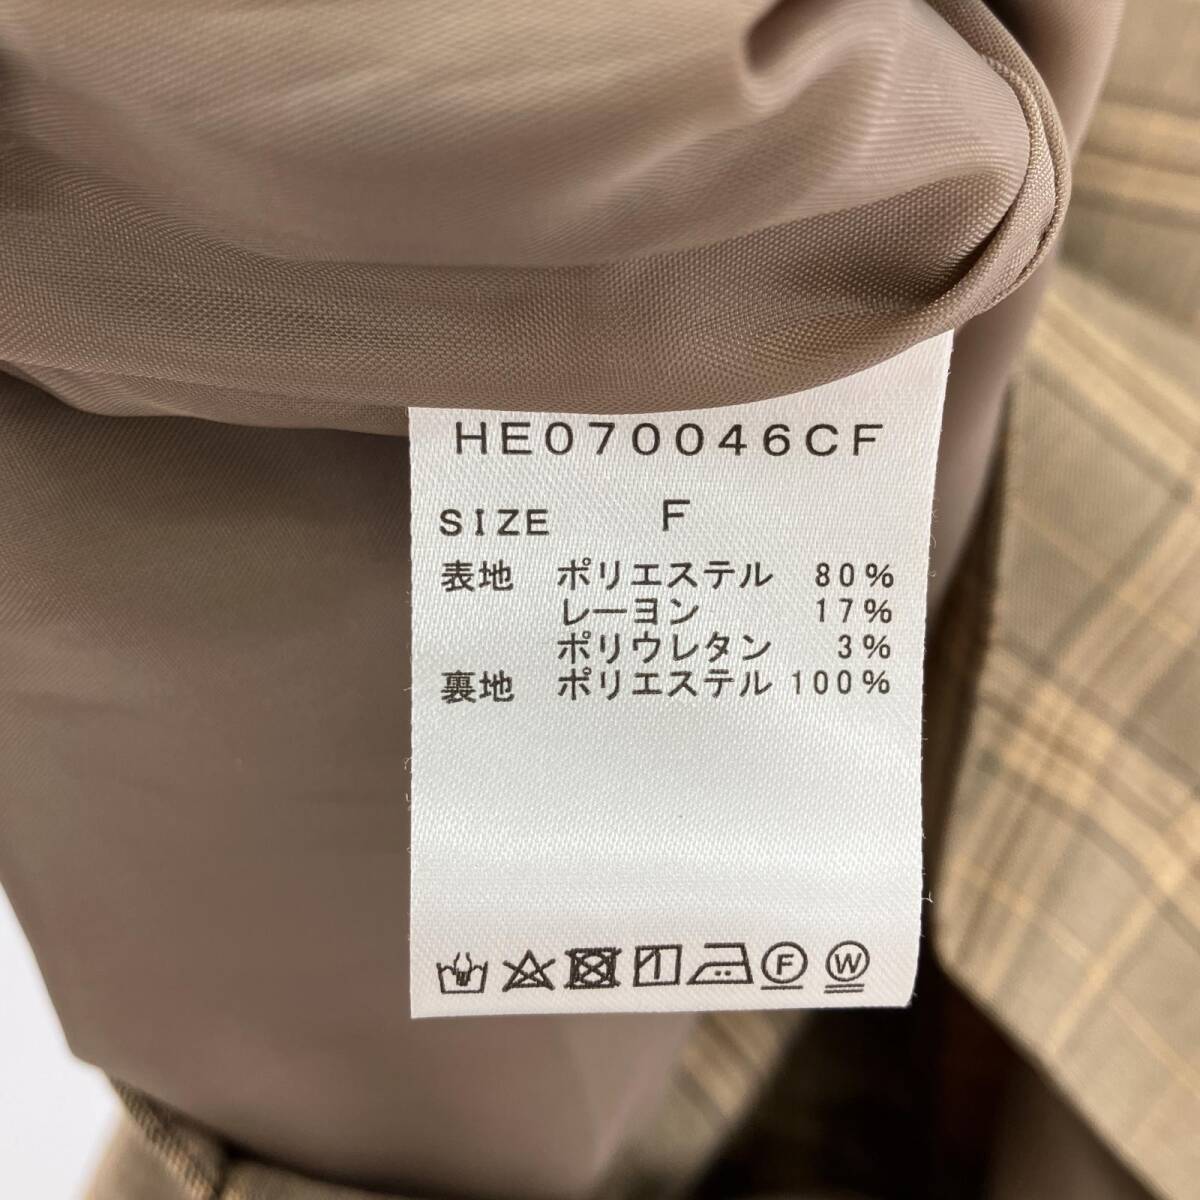 HE070046CF
SIZE F
表地 ポリエステル 80%
レーヨン 17%
ポリウレタン 3%
裏地 ポリエステル 100%
F W